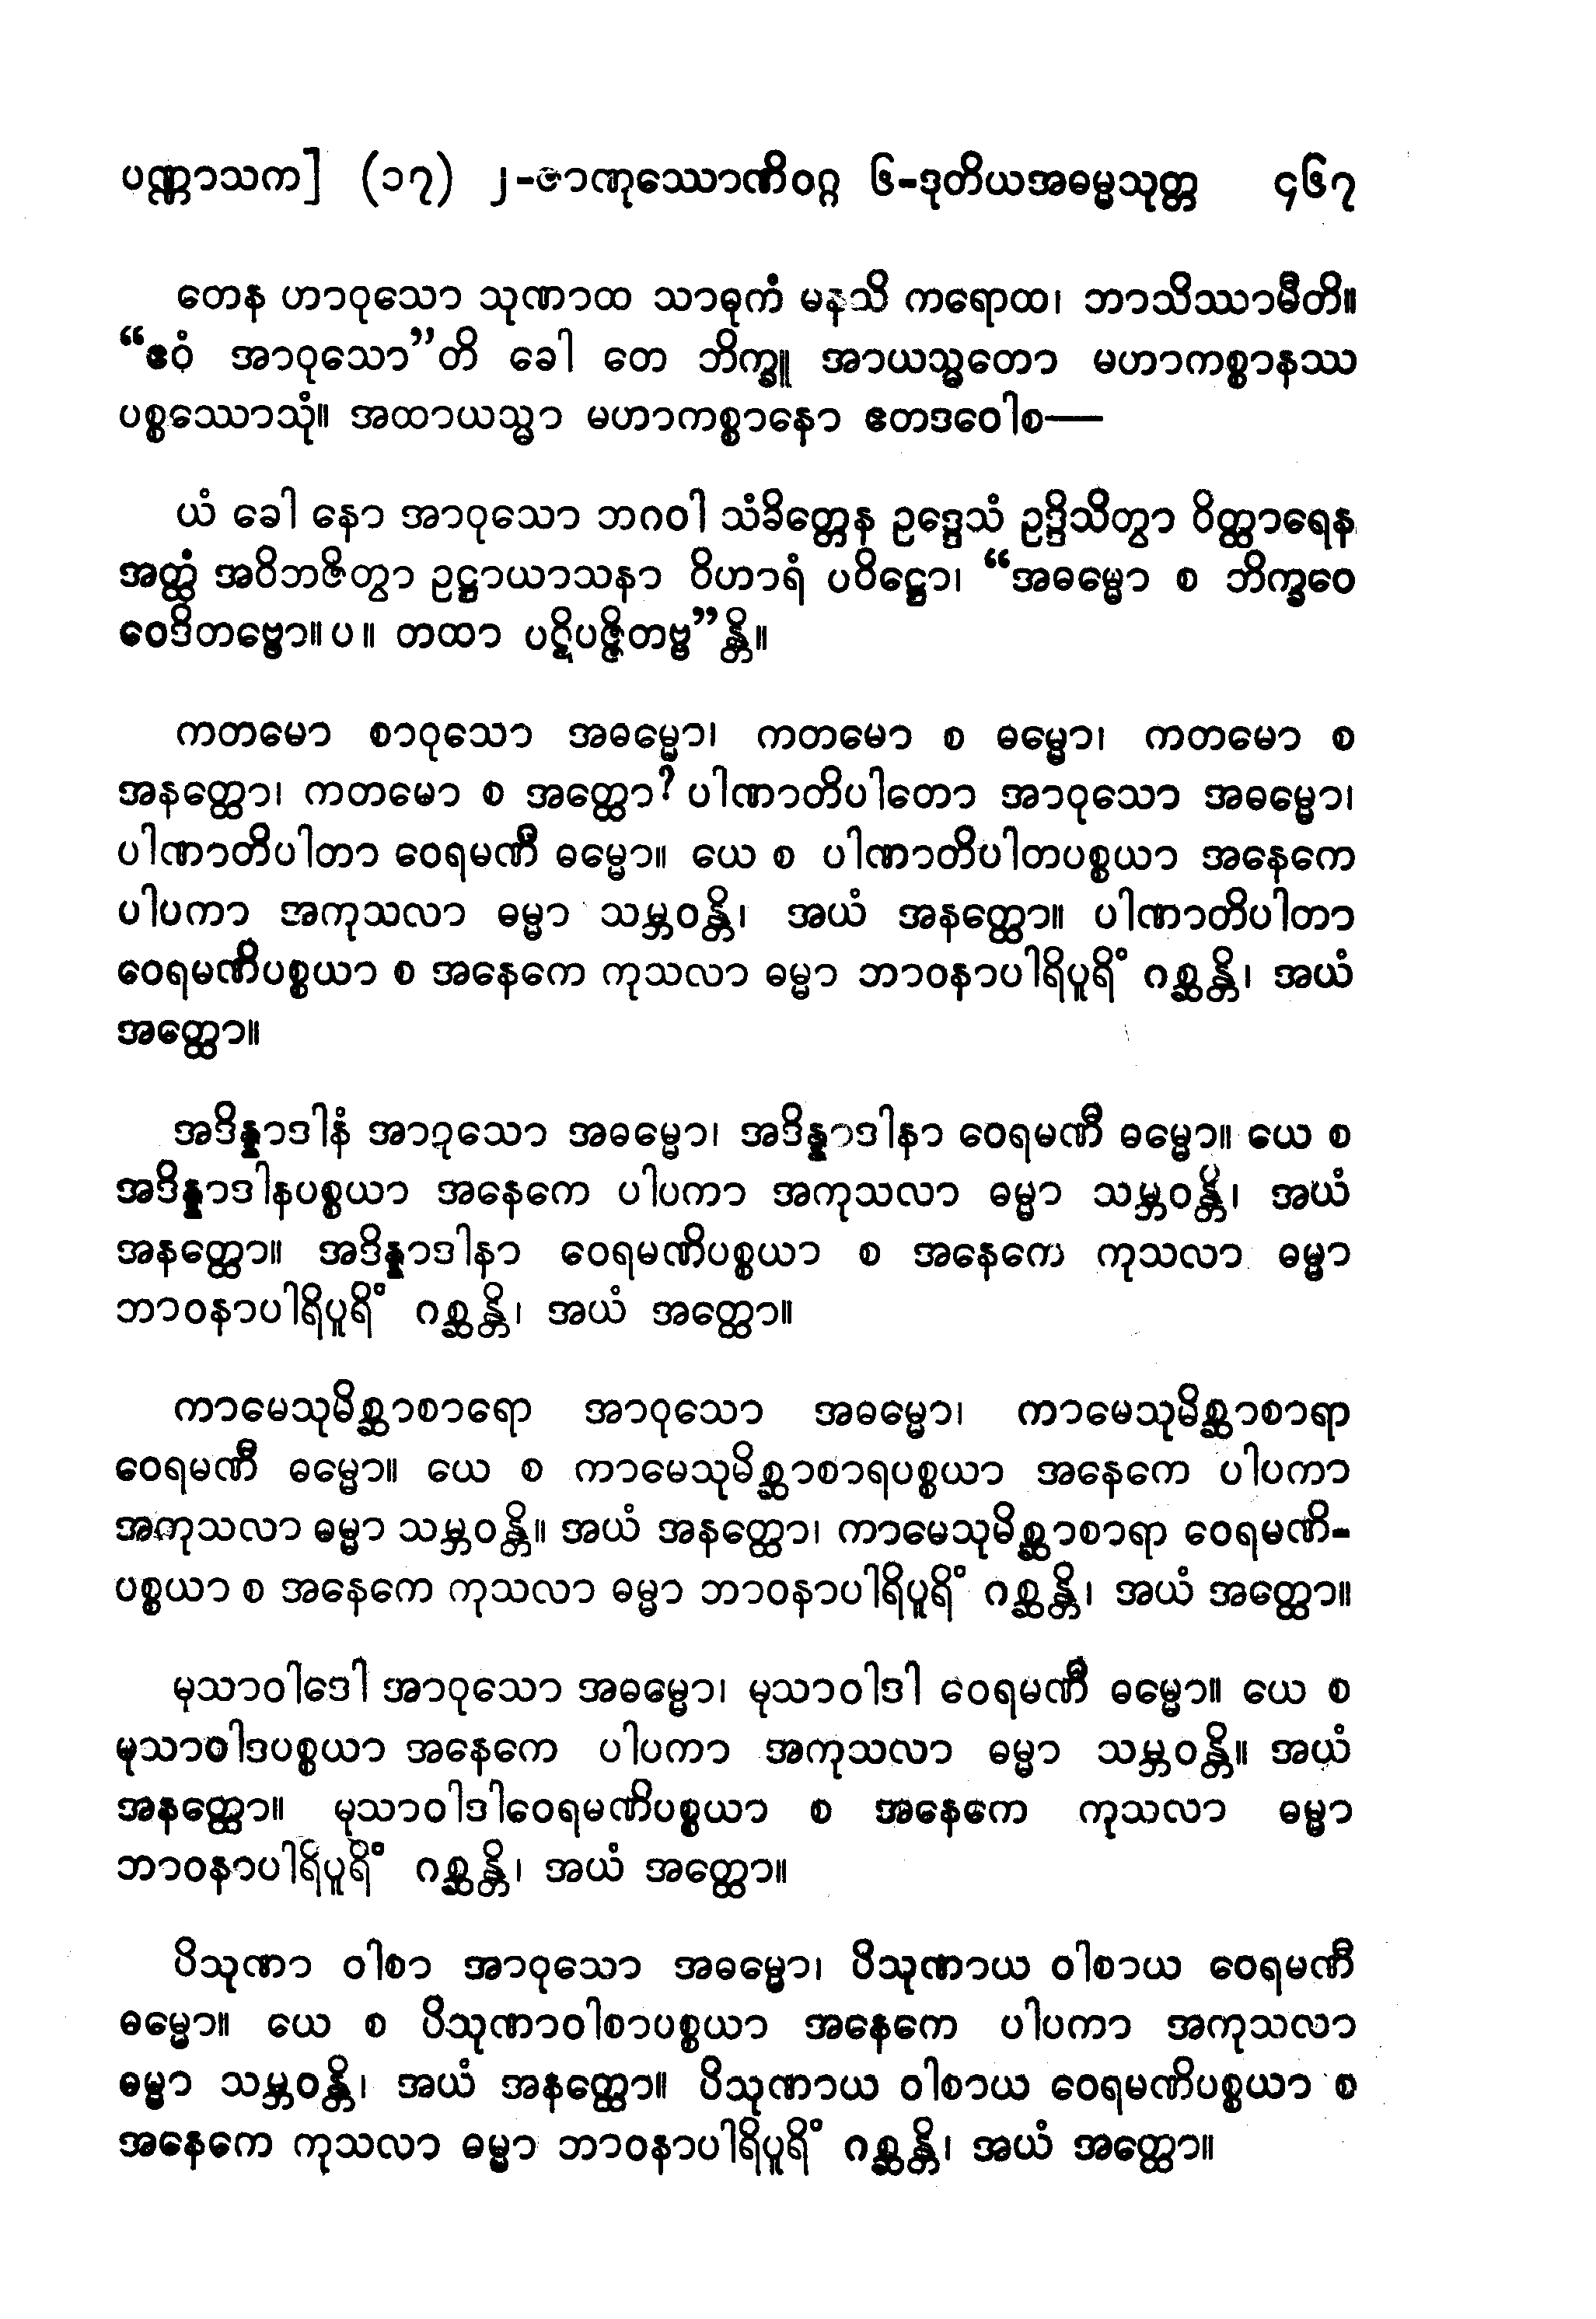 ပဏ္ဏာသက] (၁၇) ၂-ဇာဏုဿောဏိဝဂ္ဂ ၆-ဒုတိယအဓမ္မသုတ္တ ၄၆၇
တေန ဟာဝုသော သုဏာထ သာဓုကံ မနသိ ကရောထ၊ ဘာသိဿာမီတိ။
“ဧဝံ အာဝုသော”တိ ခေါ တေ ဘိက္ခူ အာယသ္မတော မဟာကစ္စာနဿ
ပစ္စဿောသုံ။ အထာယသ္မာ မဟာကစ္စာနော ဧတဒဝေါစ—
ယံ ခေါ နော အာဝုသော ဘဂဝါ သံခိတ္တေန ဥဒ္ဒေသံ ဥဒ္ဒိသိတွာ ဝိတ္ထာရေန
အတ္ထံ အဝိဘဇိတွာ ဥဋ္ဌာယာသနာ ဝိဟာရံ ပဝိဋ္ဌော၊ “အဓမ္မော စ ဘိက္ခဝေ
ဝေဒိတဗ္ဗော။ပ။ တထာ ပဋိပဇ္ဇိတဗ္ဗ”န္တိ။
ကတမော စာဝုသော အဓမ္မော၊ ကတမော စ ဓမ္မော၊ ကတမော စ
အနတ္ထော၊ ကတမော စ အတ္ထော? ပါဏာတိပါတော အာဝုသော အဓမ္မော၊
ပါဏာတိပါတာ ဝေရမဏီ ဓမ္မော။ ယေ စ ပါဏာတိပါတပစ္စယာ အနေကေ
ပါပကာ အကုသလာ ဓမ္မာ သမ္ဘဝန္တိ၊ အယံ အနတ္ထော။ ပါဏာတိပါတာ
ဝေရမဏိပစ္စယာ စ အနေကေ ကုသလာ ဓမ္မာ ဘာဝနာပါရိပူရိံ ဂစ္ဆန္တိ၊ အယံ
အတ္ထော။
အဒိန္နာဒါနံ အာဝုသော အဓမ္မော၊ အဒိန္နာဒါနာ ဝေရမဏီ ဓမ္မော။ ယေ စ
အဒိန္နာဒါနပစ္စယာ အနေကေ ပါပကာ အကုသလာ ဓမ္မာ သမ္ဘဝန္တိ၊ အယံ
အနတ္ထော။ အဒိန္နာဒါနာ ဝေရမဏိပစ္စယာ စ အနေကေ ကုသလာ ဓမ္မာ
ဘာဝနာပါရိပူရိံ ဂစ္ဆန္တိ၊ အယံ အတ္ထော။
ကာမေသုမိစ္ဆာစာရော အာဝုသော အဓမ္မော၊ ကာမေသုမိစ္ဆာစာရာ
ဝေရမဏီ ဓမ္မော။ ယေ စ ကာမေသုမိစ္ဆာစာရပစ္စယာ အနေကေ ပါပကာ
အကုသလာ ဓမ္မာ သမ္ဘဝန္တိ။ အယံ အနတ္ထော၊ ကာမေသုမိစ္ဆာစာရာ ဝေရမဏိ-
ပစ္စယာ စ အနေကေ ကုသလာ ဓမ္မာ ဘာဝနာပါရိပူရိံ ဂစ္ဆန္တိ၊ အယံ အတ္ထော။
မုသာဝါဒေါ အာဝုသော အဓမ္မော၊ မုသာဝါဒါ ဝေရမဏီ ဓမ္မော။ ယေ စ
မုသာဝါဒပစ္စယာ အနေကေ ပါပကာ အကုသလာ ဓမ္မာ သမ္ဘဝန္တိ။ အယံ
အနတ္ထော။ မုသာဝါဒါဝေရမဏိပစ္စယာ စ အနေကေ ကုသလာ ဓမ္မာ
ဘာဝနာပါရိပူရိံ ဂစ္ဆန္တိ၊ အယံ အတ္ထော။
ပိသုဏာ ဝါစာ အာဝုသော အဓမ္မော၊ ပိသုဏာယ ဝါစာယ ဝေရမဏီ
ဓမ္မော။ ယေ စ ပိသုဏာဝါစာပစ္စယာ အနေကေ ပါပကာ အကုသလာ
ဓမ္မာ သမ္ဘဝန္တိ၊ အယံ အနတ္ထော။ ပိသုဏာယ ဝါစာယ ဝေရမဏိပစ္စယာ စ
အနေကေ ကုသလာ ဓမ္မာ ဘာဝနာပါရိပူရိံ ဂစ္ဆန္တိ၊ အယံ အတ္ထော။